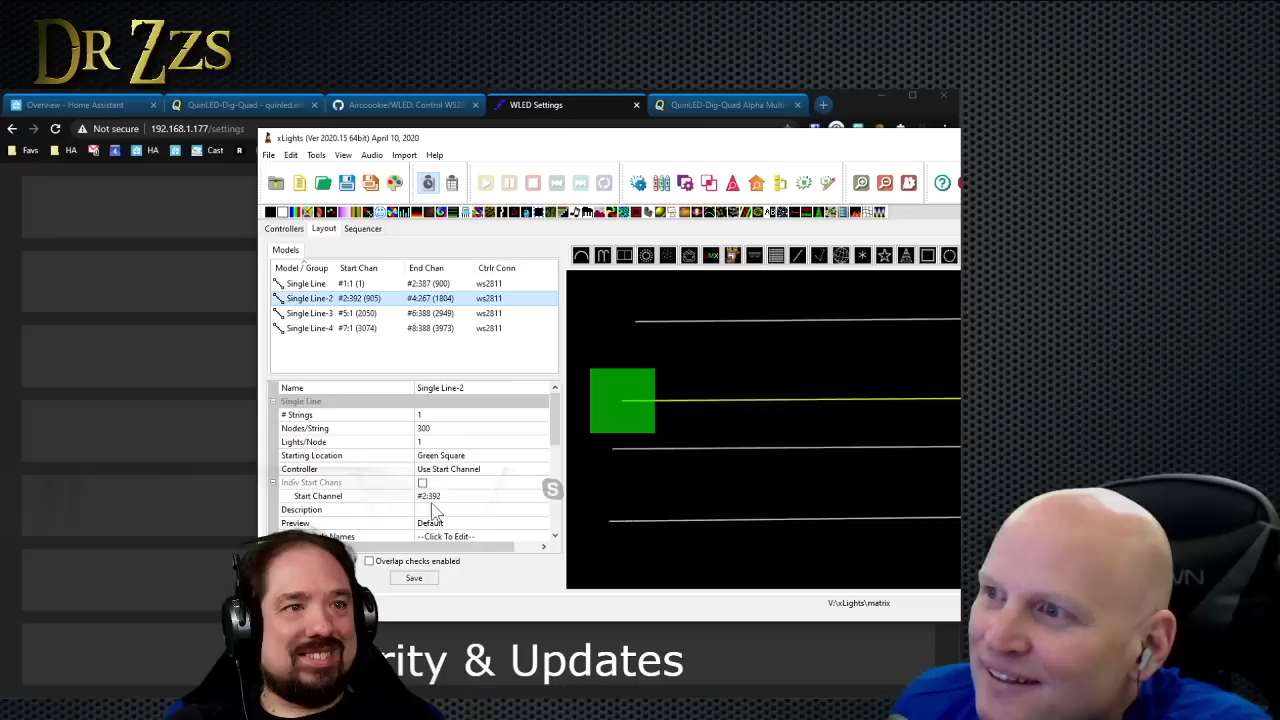 DR ZZS
Overview - Home Assistant
QuinLED-Dig-Quad - quinled.in
Aircoookie/WLED: Control WS28
WLED Settings
QuinLED-Dig-Quad Alpha Mult
Not secure
192.168.1.177/settings
Favs
HA
HA
Cast
xLights (Ver 2020.15 64bit) April 10, 2020
File Edit Tools View Audio Import Help
Controllers Layout Sequencer
Models
Model / Group Start Chan End Chan Ctrlr Conn
Single Line #1:1 (1) #2:387 (900) ws2811
Single Line-2 #2:392 (905) #4:267 (1804) ws2811
Single Line-3 #5:1 (2050) #6:388 (2949) ws2811
Single Line-4 #7:1 (3074) #8:388 (3973) ws2811
Name Single Line-2
Single Line
# Strings 1
Nodes/String 300
Lights/Node 1
Starting Location Green Square
Controller Use Start Channel
Indiv Start Chans
Start Channel #2:392
Description
Preview Default
Names --Click To Edit--
Overlap checks enabled
Save
V:\xLights\matrix
rity & Updates